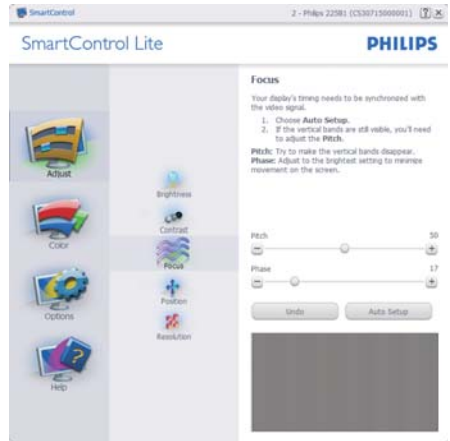 SmartControl
2 - Philips 225B1 (CS30715000001)
SmartControl Lite
PHILIPS
Adjust
Color
Options
Help
Brightness
Contrast
Focus
Position
Resolution
Focus
Your display's timing needs to be synchronized with
the video signal.
1. Choose Auto Setup.
2. If the vertical bands are still visible, you'll need
to adjust the Pitch.
Pitch: Try to make the vertical bands disappear.
Phase: Adjust to the brightest setting to minimize
movement on the screen.
Pitch 50
Phase 17
Undo Auto Setup